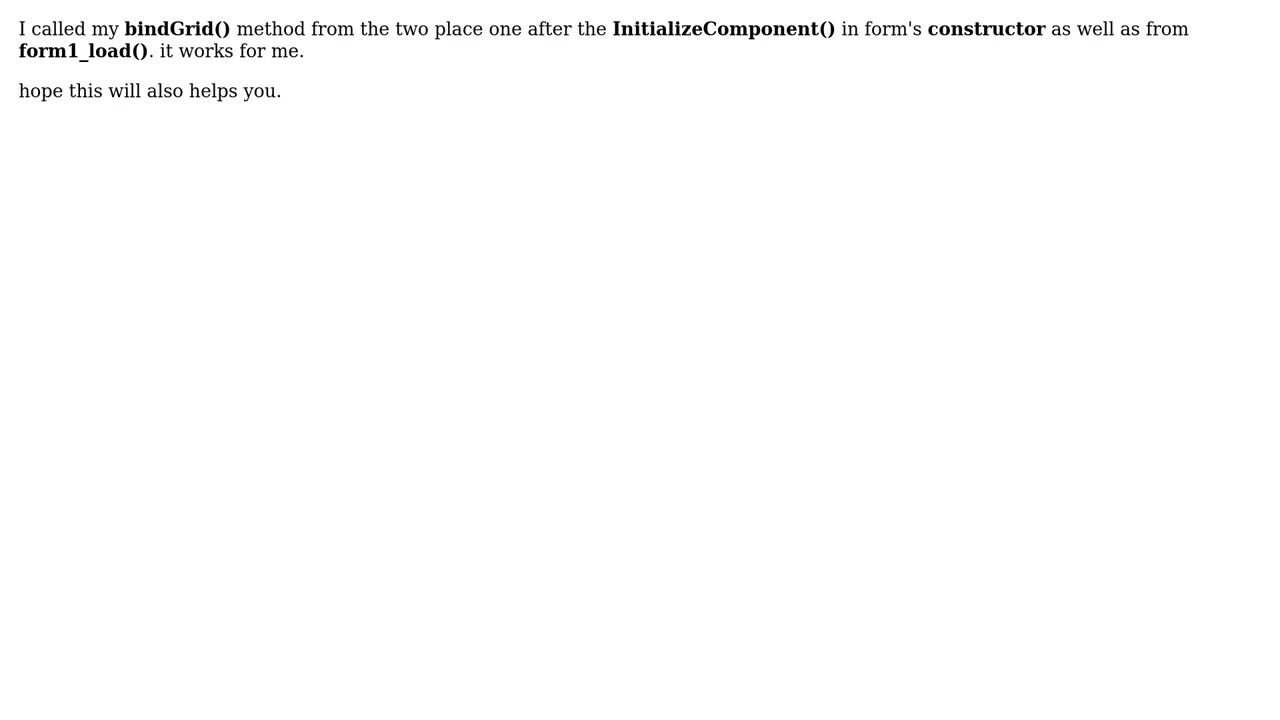 I called my bindGrid() method from the two place one after the InitializeComponent() in form's constructor as well as from
form1_load(). it works for me.
hope this will also helps you.